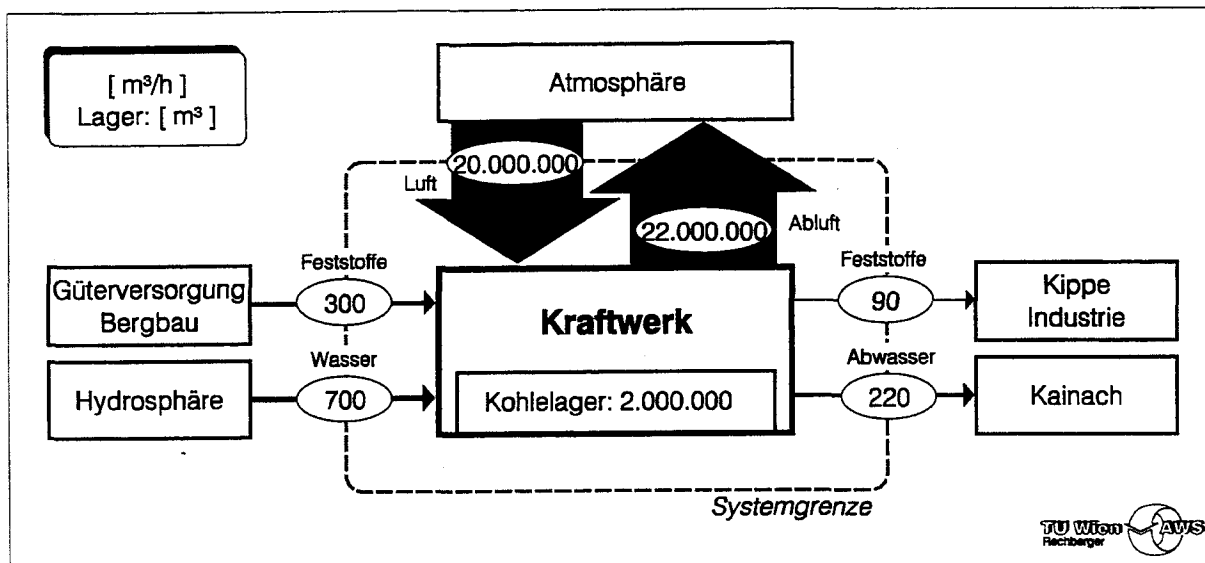 [ m³/h ]
Lager: [ m³ ]
Atmosphäre
20.000.000
Luft
22.000.000
Abluft
Feststoffe
Feststoffe
Güterversorgung
Bergbau
300
Kraftwerk
90
Kippe
Industrie
Wasser
Abwasser
Hydrosphäre
700
Kohlelager: 2.000.000
220
Kainach
Systemgrenze
TU Wien
AWS
Rechberger